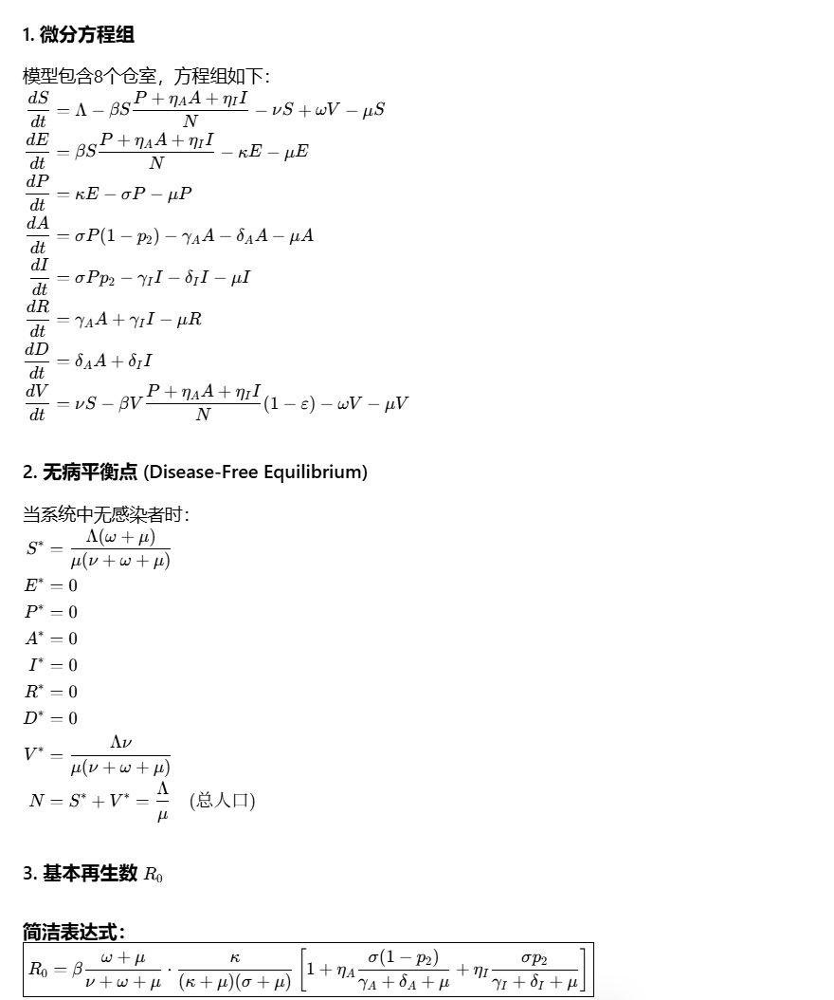 1. 微分方程组
模型包含8个仓室，方程组如下：
$\frac{dS}{dt} = \Lambda - \beta S \frac{P + \eta_A A + \eta_I I}{N} - \nu S + \omega V - \mu S$
$\frac{dE}{dt} = \beta S \frac{P + \eta_A A + \eta_I I}{N} - \kappa E - \mu E$
$\frac{dP}{dt} = \kappa E - \sigma P - \mu P$
$\frac{dA}{dt} = \sigma P(1 - p_2) - \gamma_A A - \delta_A A - \mu A$
$\frac{dI}{dt} = \sigma P p_2 - \gamma_I I - \delta_I I - \mu I$
$\frac{dR}{dt} = \gamma_A A + \gamma_I I - \mu R$
$\frac{dD}{dt} = \delta_A A + \delta_I I$
$\frac{dV}{dt} = \nu S - \beta V \frac{P + \eta_A A + \eta_I I}{N}(1 - \varepsilon) - \omega V - \mu V$
2. 无病平衡点 (Disease-Free Equilibrium)
当系统中无感染者时：
$S^* = \frac{\Lambda(\omega + \mu)}{\mu(\nu + \omega + \mu)}$
$E^* = 0$
$P^* = 0$
$A^* = 0$
$I^* = 0$
$R^* = 0$
$D^* = 0$
$V^* = \frac{\Lambda \nu}{\mu(\nu + \omega + \mu)}$
$N = S^* + V^* = \frac{\Lambda}{\mu}$ (总人口)
3. 基本再生数 $R_0$
简洁表达式：
$R_0 = \beta \frac{\omega + \mu}{\nu + \omega + \mu} \cdot \frac{\kappa}{(\kappa + \mu)(\sigma + \mu)} \left[ 1 + \eta_A \frac{\sigma(1 - p_2)}{\gamma_A + \delta_A + \mu} + \eta_I \frac{\sigma p_2}{\gamma_I + \delta_I + \mu} \right]$